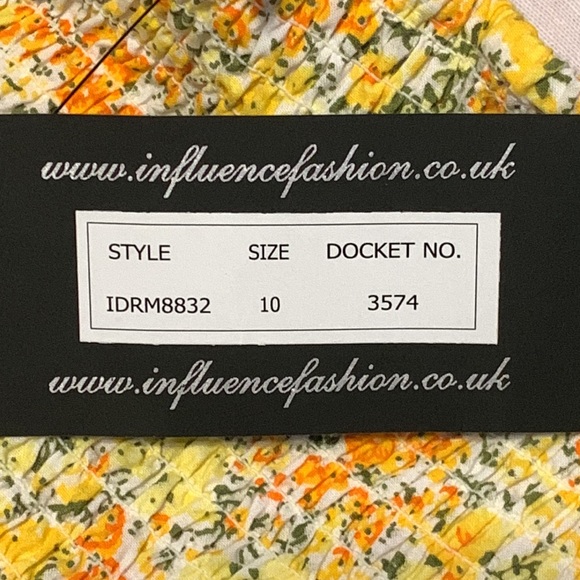 www.influencefashion.co.uk
STYLE SIZE DOCKET NO.
IDRM8832 10 3574
www.influencefashion.co.uk